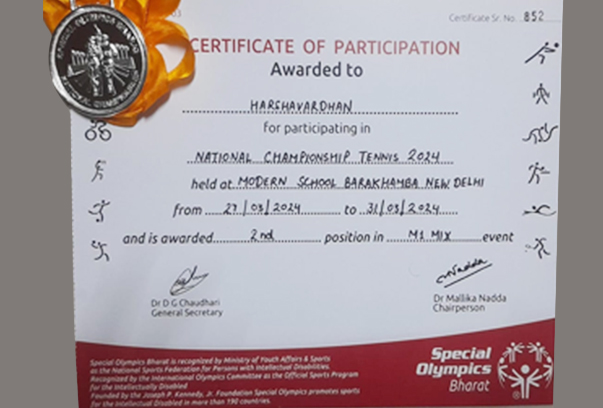 03
Certificate Sr. No. 852
CERTIFICATE OF PARTICIPATION
Awarded to
HARSHAVARDHAN
for participating in
NATIONAL CHAMPIONSHIP TENNIS 2024
held at MODERN SCHOOL BARAKHAMBA NEW DELHI
from 27/03/2024 to 31/03/2024
and is awarded 2nd position in M1 MIX event
Dr D G Chaudhari
General Secretary
Nadda
Dr Mallika Nadda
Chairperson
Special Olympics Bharat is recognized by Ministry of Youth Affairs & Sports
as the National Sports Federation for Persons with Intellectual Disabilities.
Recognized by the International Olympics Committee as the Official Sports Program
for the Intellectually Disabled
Founded by the Joseph P. Kennedy, Jr. Foundation Special Olympics promotes sports
for the Intellectual Disabled in more than 190 countries.
Special
Olympics
Bharat
SPECIAL OLYMPICS BHARAT